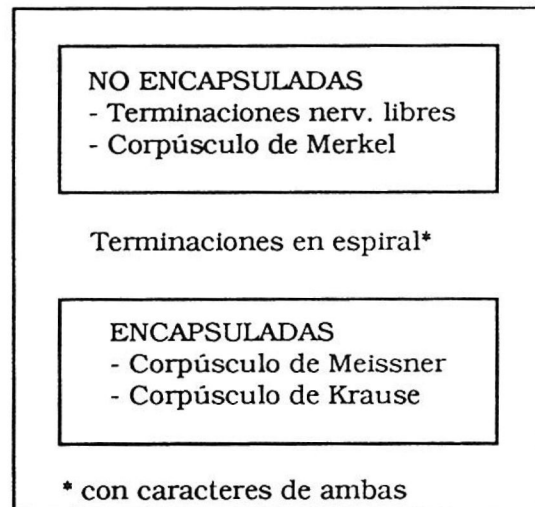 NO ENCAPSULADAS
- Terminaciones nerv. libres
- Corpúsculo de Merkel
Terminaciones en espiral*
ENCAPSULADAS
- Corpúsculo de Meissner
- Corpúsculo de Krause
* con caracteres de ambas